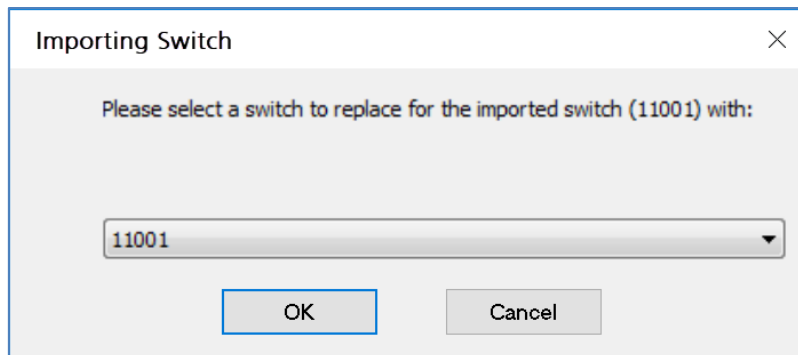 Importing Switch
Please select a switch to replace for the imported switch (11001) with:
11001
OK
Cancel